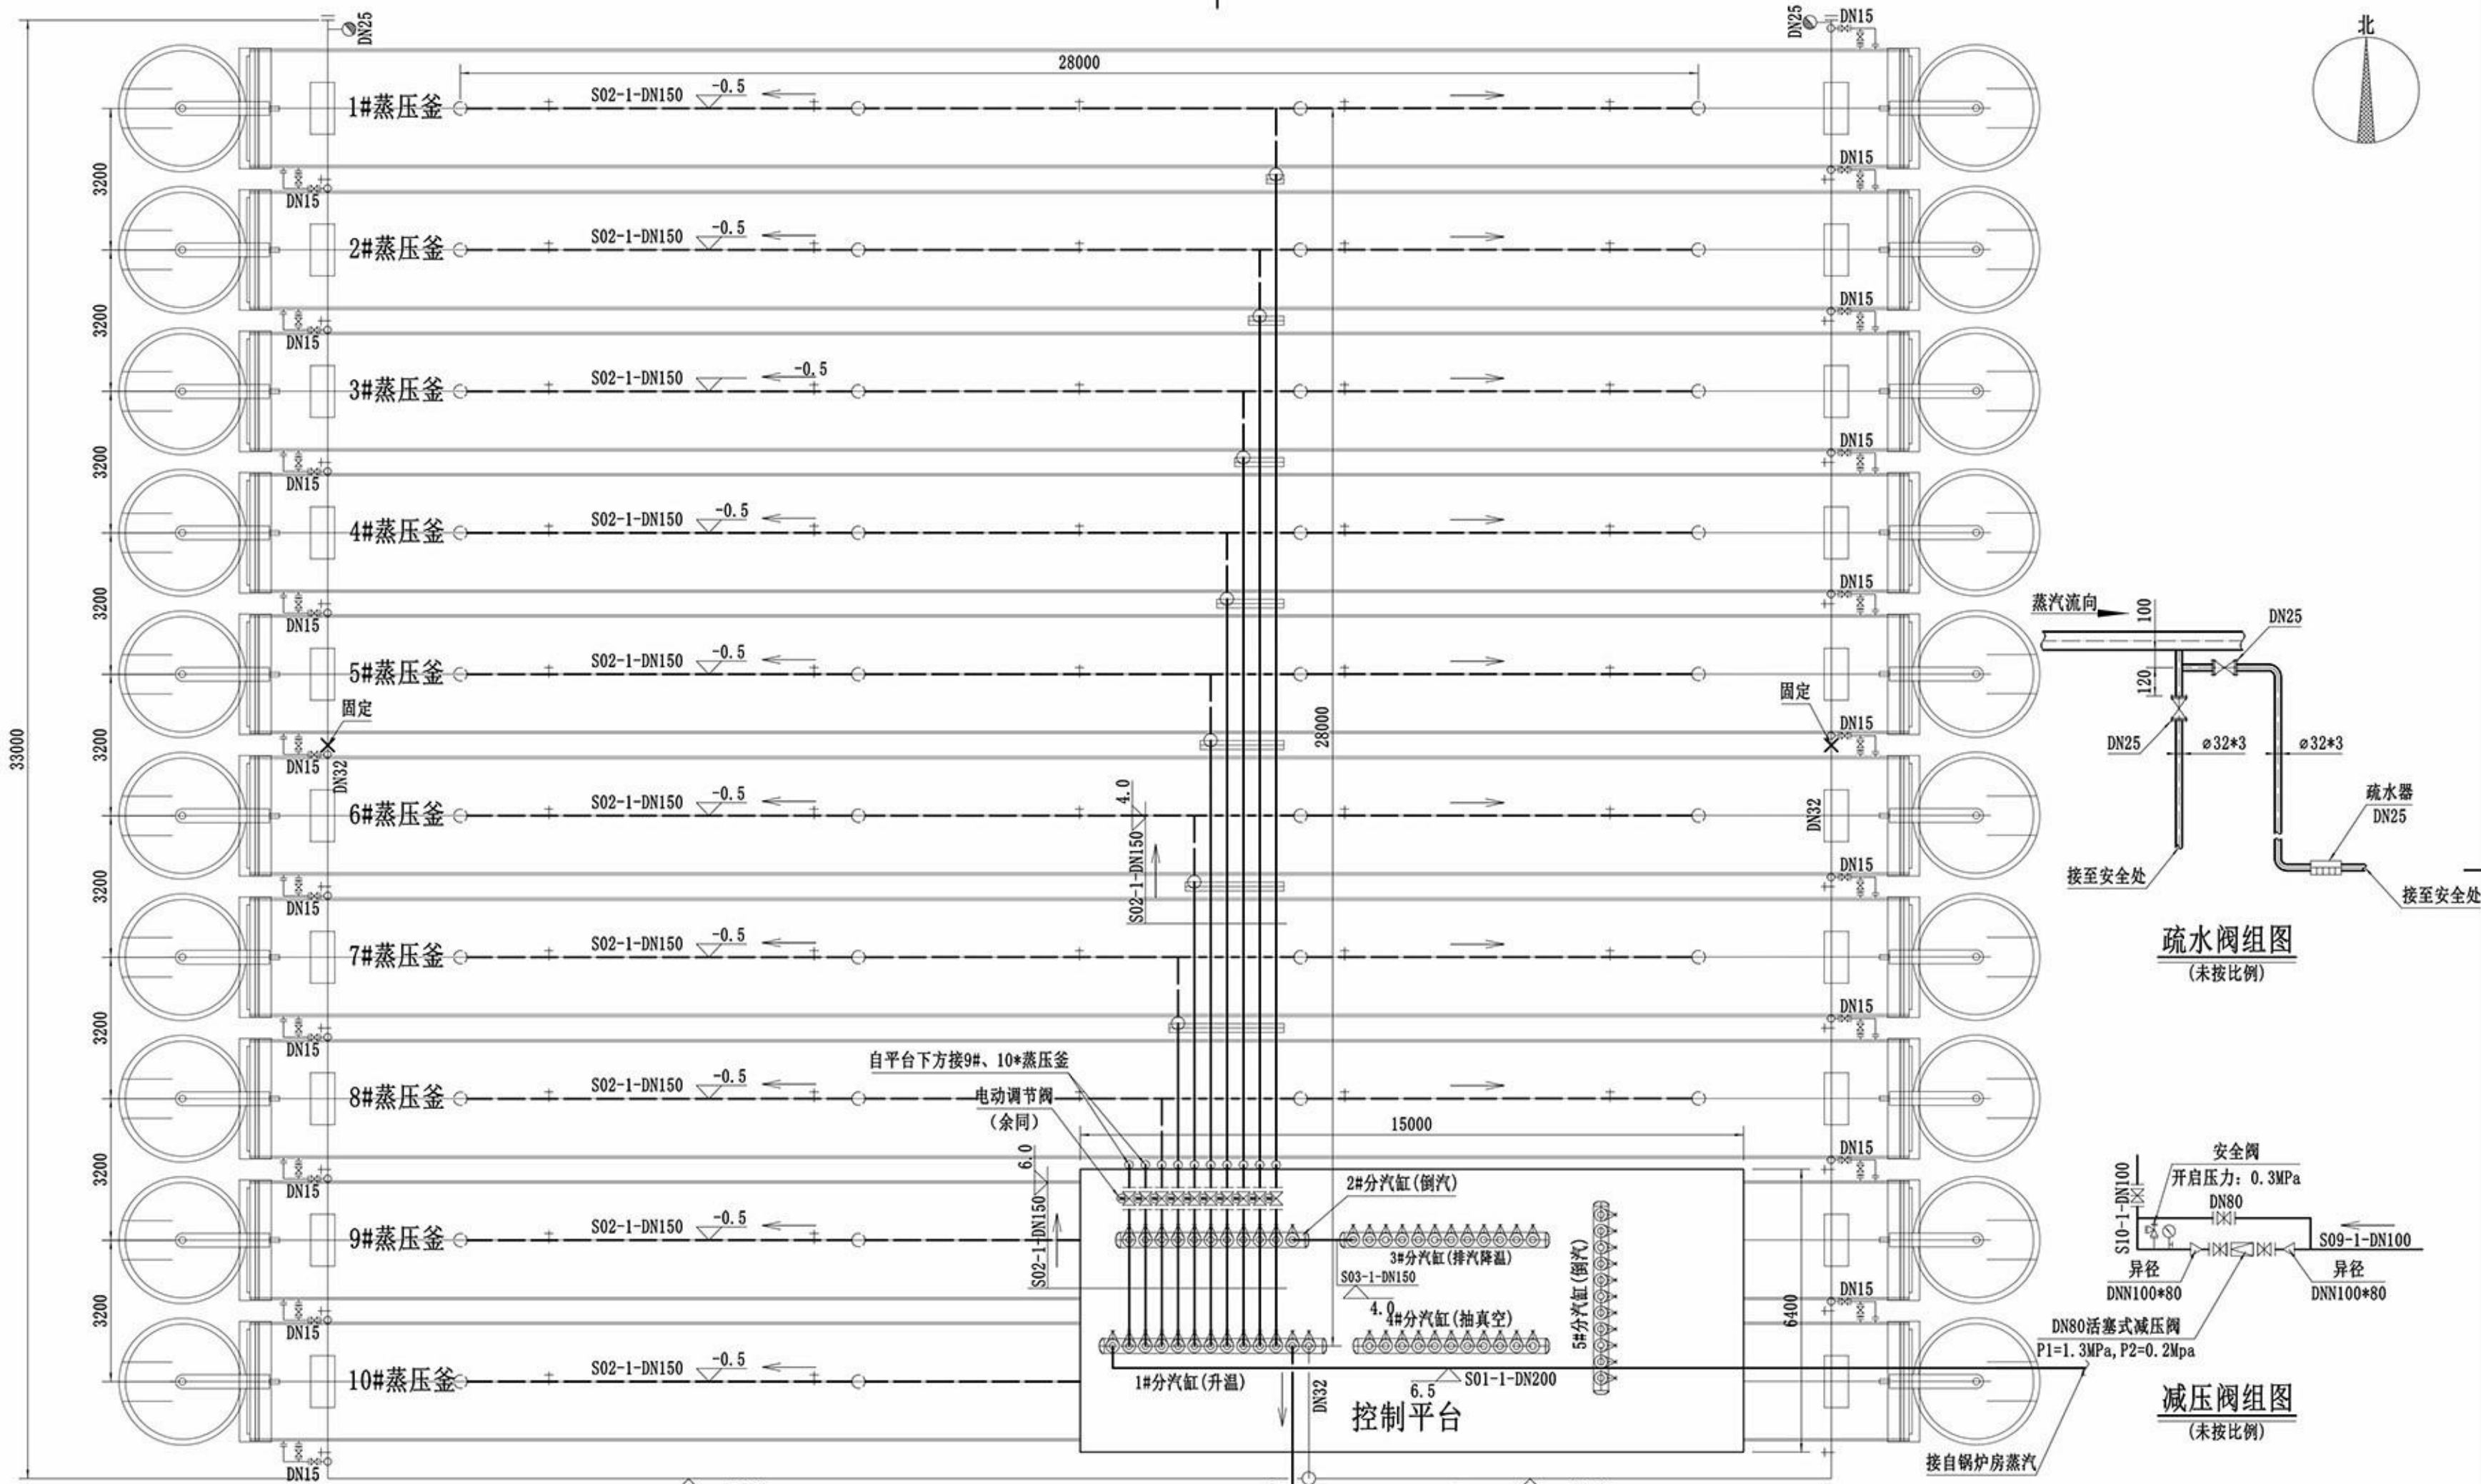 DN25
DN25
DN15
北
28000
1#蒸压釜
S02-1-DN150
-0.5
3200
DN15
DN15
2#蒸压釜
S02-1-DN150
-0.5
3200
DN15
DN15
3#蒸压釜
S02-1-DN150
-0.5
3200
DN15
DN15
4#蒸压釜
S02-1-DN150
-0.5
3200
DN15
DN15
5#蒸压釜
S02-1-DN150
-0.5
固定
固定
33000
3200
28000
DN15
DN32
DN15
6#蒸压釜
S02-1-DN150
-0.5
4.0
S02-1-DN150
DN32
3200
DN15
DN15
7#蒸压釜
S02-1-DN150
-0.5
3200
DN15
DN15
自平台下方接9#、10*蒸压釜
8#蒸压釜
S02-1-DN150
-0.5
电动调节阀
(余同)
15000
3200
DN15
DN15
6.0
S02-1-DN150
9#蒸压釜
S02-1-DN150
-0.5
2#分汽缸(倒汽)
3#分汽缸(排汽降温)
S03-1-DN150
4.0
4#分汽缸(抽真空)
5#分汽缸(倒汽)
6400
3200
DN15
DN15
10#蒸压釜
S02-1-DN150
-0.5
1#分汽缸(升温)
DN32
6.5
S01-1-DN200
控制平台
DN15
蒸汽流向
100
DN25
120
DN25
ø32*3
ø32*3
疏水器
DN25
接至安全处
接至安全处
疏水阀组图
(未按比例)
安全阀
开启压力: 0.3MPa
DN80
S10-1-DN100
S09-1-DN100
异径
DNN100*80
异径
DNN100*80
DN80活塞式减压阀
P1=1.3MPa,P2=0.2Mpa
减压阀组图
(未按比例)
接自锅炉房蒸汽